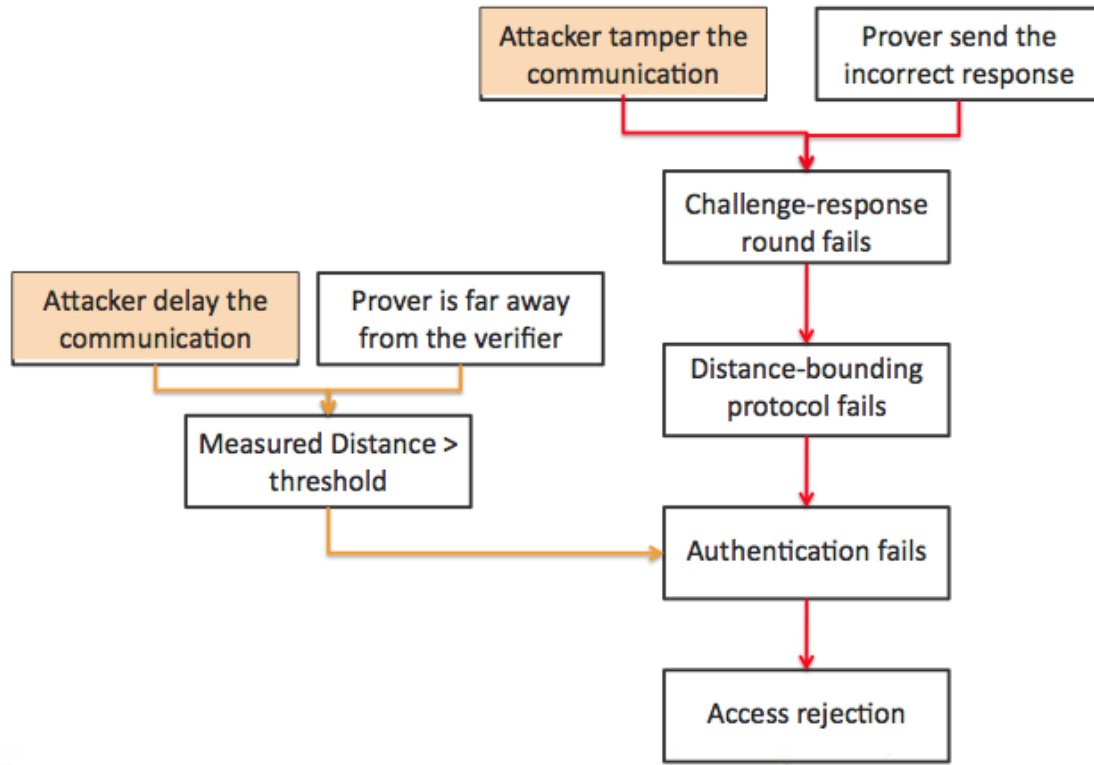 Attacker tamper the
communication
Prover send the
incorrect response
Challenge-response
round fails
Attacker delay the
communication
Prover is far away
from the verifier
Distance-bounding
protocol fails
Measured Distance >
threshold
Authentication fails
Access rejection